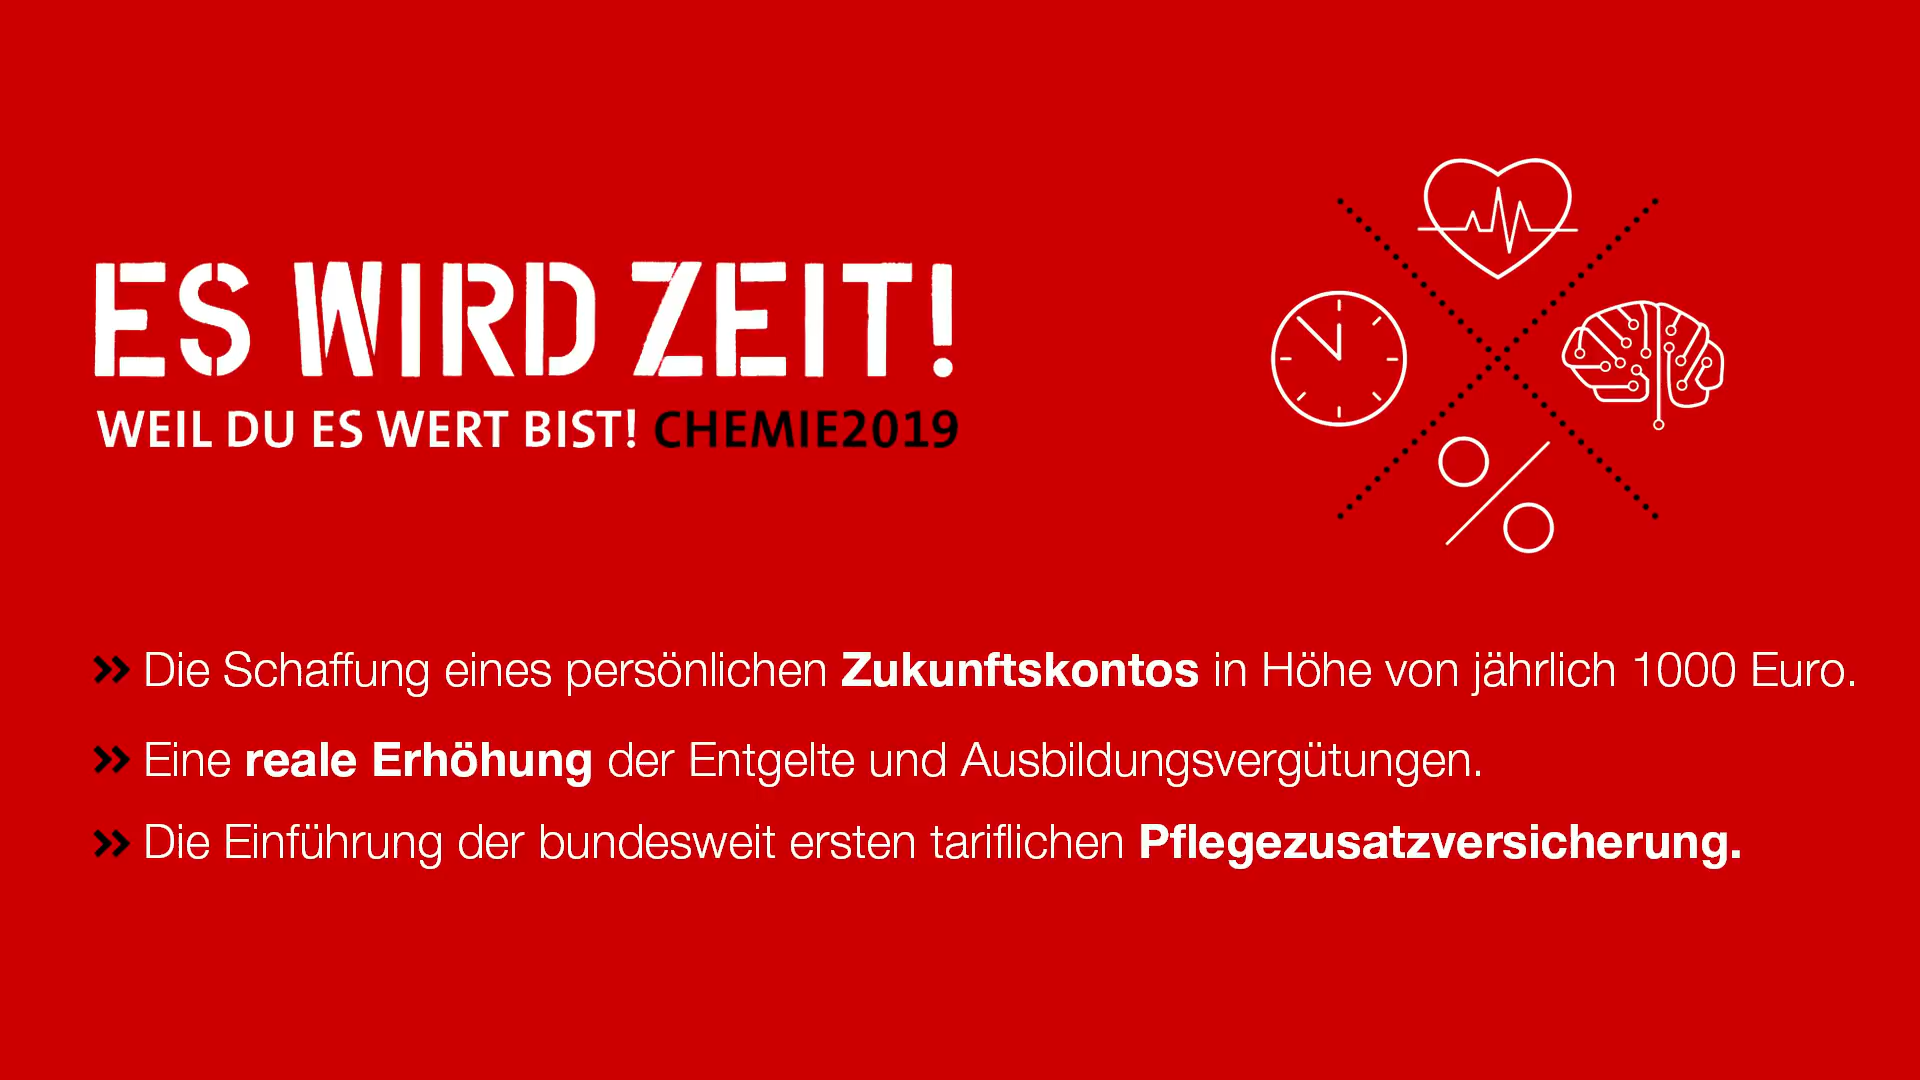 ES WIRD ZEIT!
WEIL DU ES WERT BIST! CHEMIE2019
Die Schaffung eines persönlichen Zukunftskontos in Höhe von jährlich 1000 Euro.
Eine reale Erhöhung der Entgelte und Ausbildungsvergütungen.
Die Einführung der bundesweit ersten tariflichen Pflegezusatzversicherung.